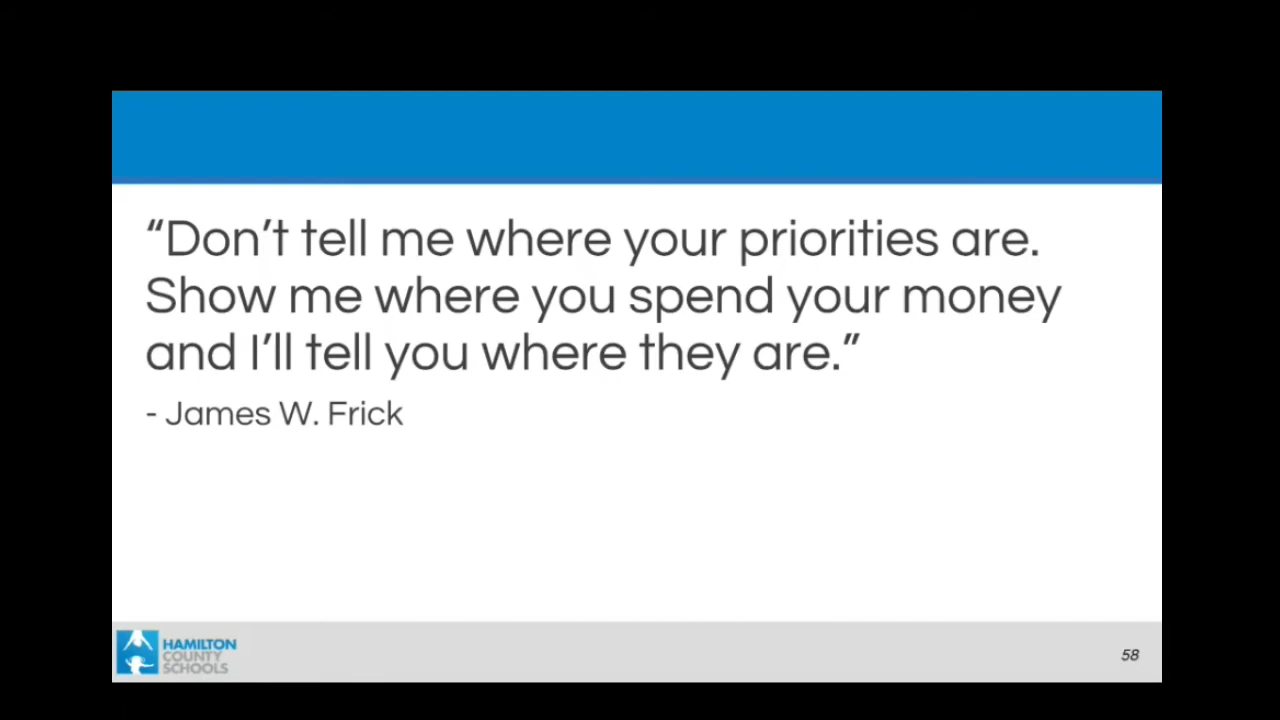 “Don’t tell me where your priorities are.
Show me where you spend your money
and I’ll tell you where they are.”
- James W. Frick
HAMILTON
COUNTY
SCHOOLS
58